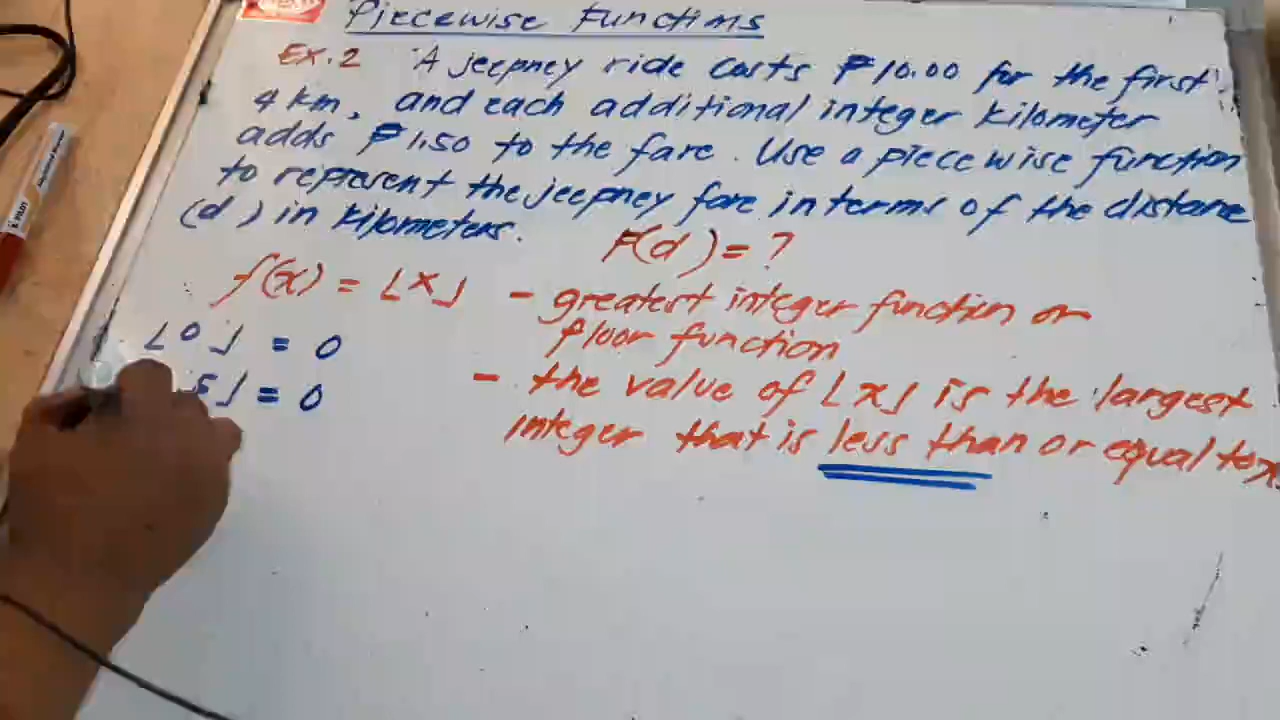 Piecewise Functions
Ex. 2 A jeepney ride costs ₱10.00 for the first
4 km, and each additional integer kilometer
adds ₱1.50 to the fare. Use a piecewise function
to represent the jeepney fare in terms of the distance
(d) in kilometers.
F(d) = ?
f(x) = ⌊x⌋ - greatest integer function or
floor function
⌊0⌋ = 0
5⌋ = 0
- the value of ⌊x⌋ is the largest
integer that is less than or equal to x.
PILOT